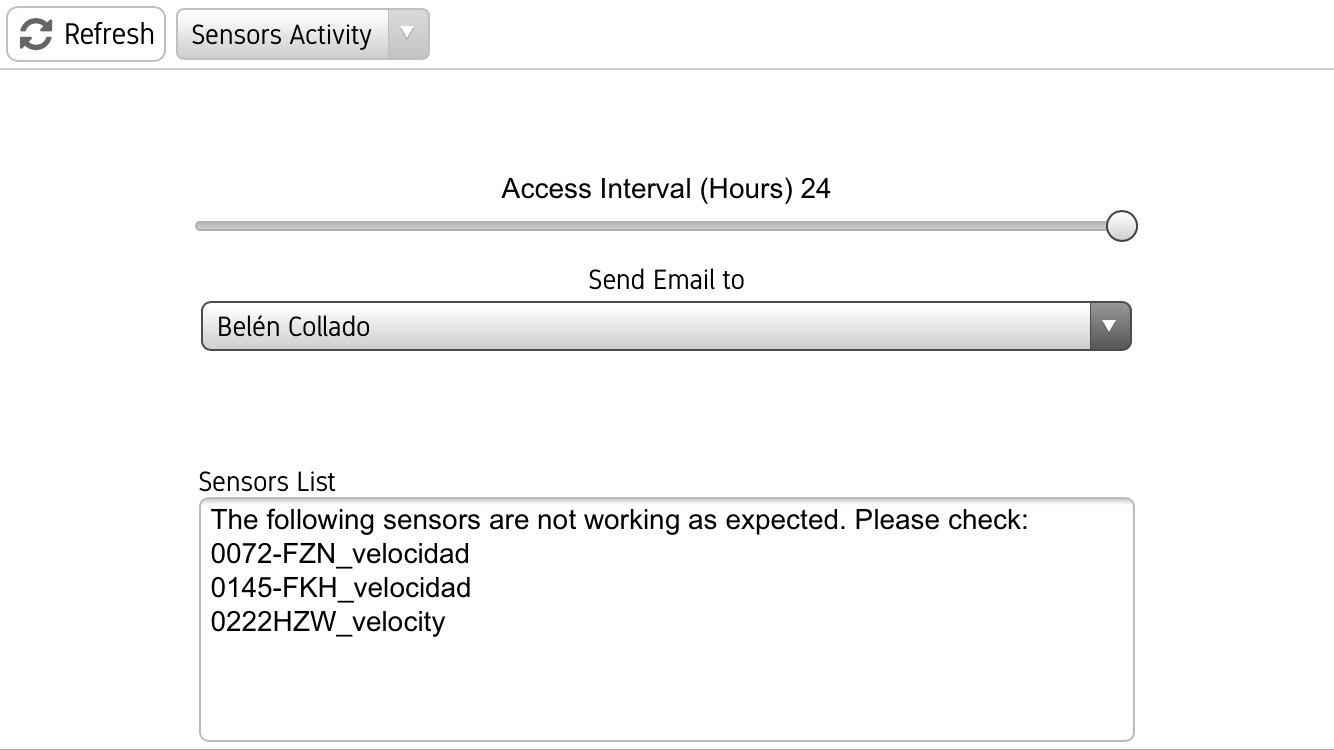 Refresh
Sensors Activity
Access Interval (Hours) 24
Send Email to
Belén Collado
Sensors List
The following sensors are not working as expected. Please check:
0072-FZN_velocidad
0145-FKH_velocidad
0222HZW_velocity